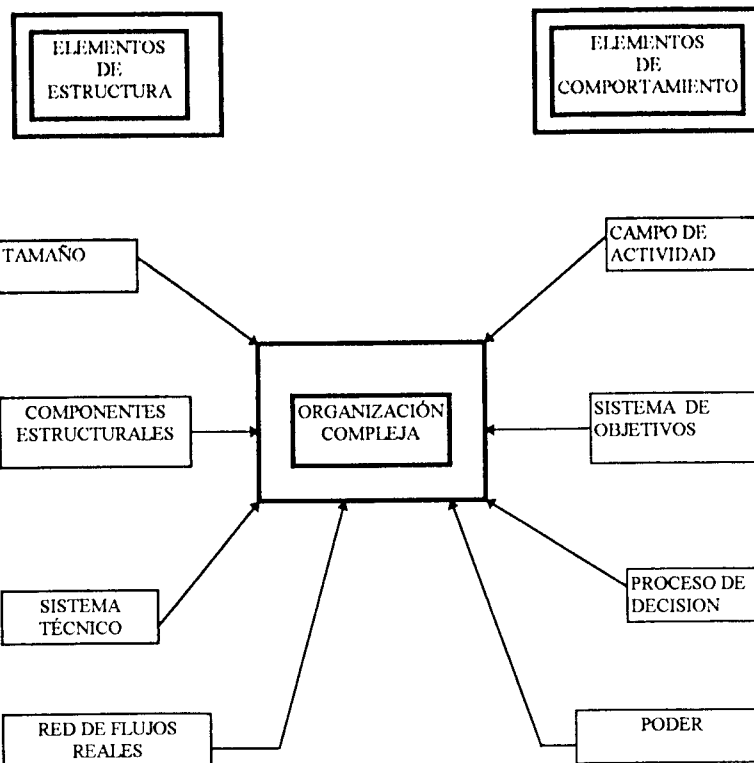 ELEMENTOS
DE
ESTRUCTURA
ELEMENTOS
DE
COMPORTAMIENTO
TAMAÑO
CAMPO DE
ACTIVIDAD
COMPONENTES
ESTRUCTURALES
ORGANIZACIÓN
COMPLEJA
SISTEMA DE
OBJETIVOS
SISTEMA
TÉCNICO
PROCESO DE
DECISION
RED DE FLUJOS
REALES
PODER